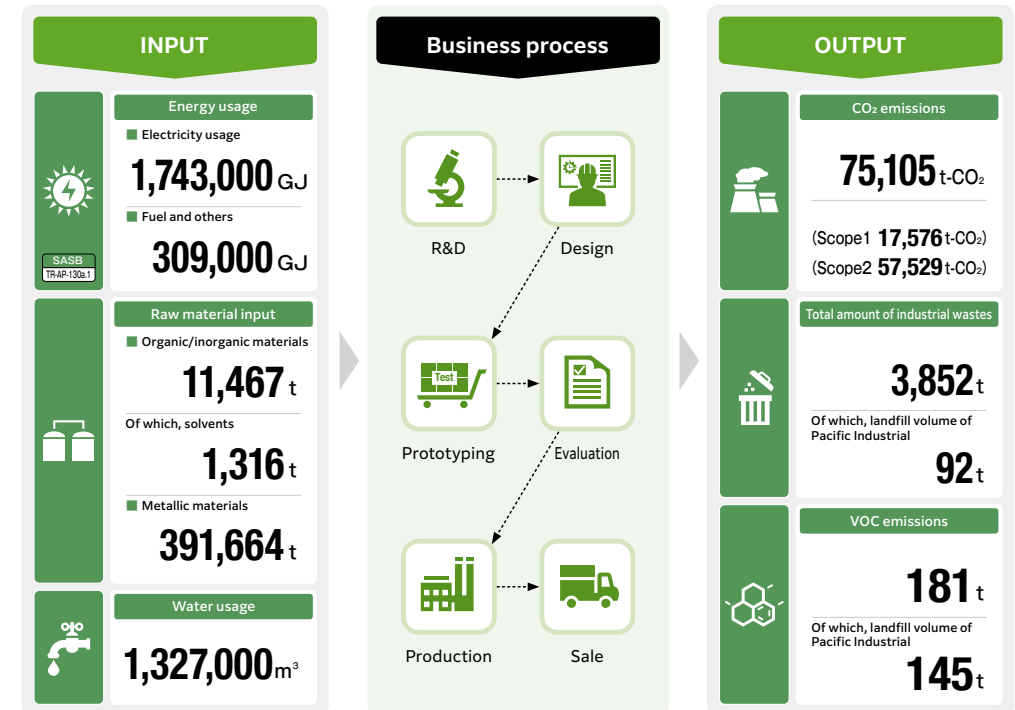 INPUT
Energy usage
Electricity usage
1,743,000 GJ
Fuel and others
309,000 GJ
SASB
TR-AP-130a.1
Raw material input
Organic/inorganic materials
11,467 t
Of which, solvents
1,316 t
Metallic materials
391,664 t
Water usage
1,327,000 m³
Business process
R&D
Design
Test
Prototyping
Evaluation
Production
Sale
OUTPUT
CO₂ emissions
75,105 t-CO₂
(Scope1 17,576 t-CO₂)
(Scope2 57,529 t-CO₂)
Total amount of industrial wastes
3,852 t
Of which, landfill volume of
Pacific Industrial
92 t
VOC emissions
181 t
Of which, landfill volume of
Pacific Industrial
145 t